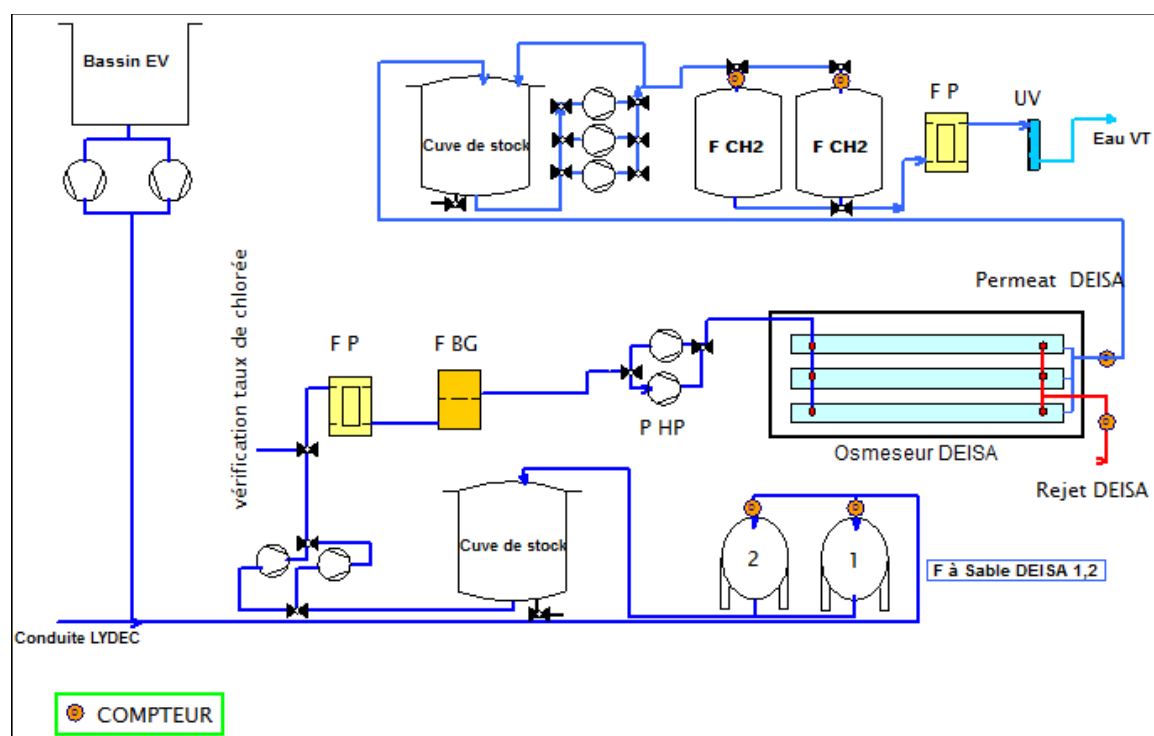 Bassin EV
Cuve de stock
F CH2
F CH2
F P
UV
Eau VT
vérification taux de chlorée
F P
F BG
P HP
Permeat DEISA
Osmeseur DEISA
Rejet DEISA
Cuve de stock
2
1
F à Sable DEISA 1,2
Conduite LYDEC
COMPTEUR